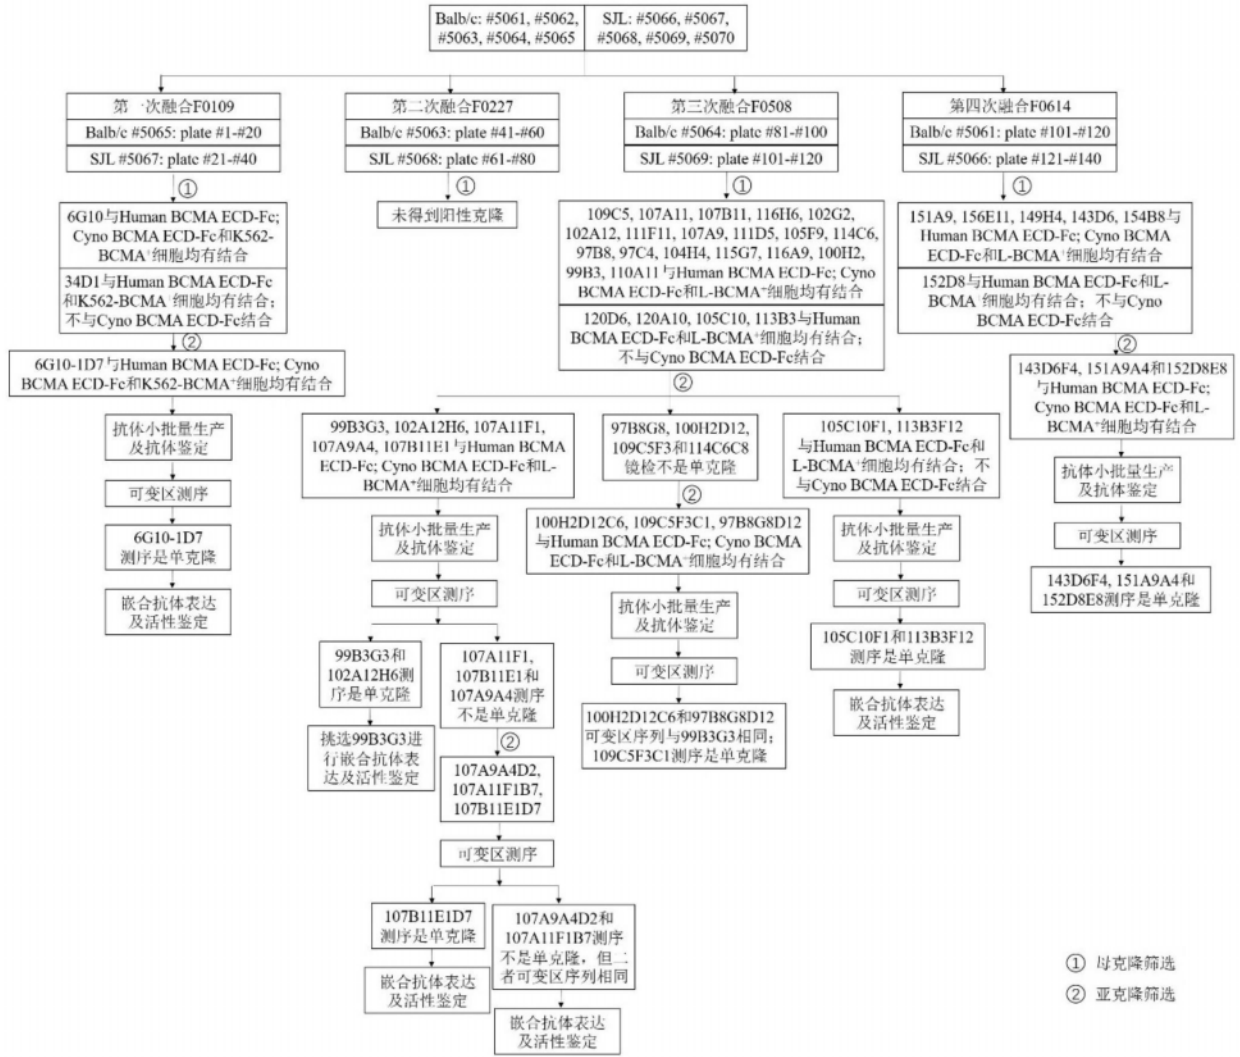 Balb/c: #5061, #5062,
#5063, #5064, #5065
SJL: #5066, #5067,
#5068, #5069, #5070
第一次融合F0109
Balb/c #5065: plate #1-#20
SJL #5067: plate #21-#40
①
6G10与Human BCMA ECD-Fc;
Cyno BCMA ECD-Fc和K562-
BCMA⁺细胞均有结合
34D1与Human BCMA ECD-Fc
和K562-BCMA⁺细胞均有结合;
不与Cyno BCMA ECD-Fc结合
②
6G10-1D7与Human BCMA ECD-Fc; Cyno
BCMA ECD-Fc和K562-BCMA⁺细胞均有结合
抗体小批量生产
及抗体鉴定
可变区测序
6G10-1D7
测序是单克隆
嵌合抗体表达
及活性鉴定
第二次融合F0227
Balb/c #5063: plate #41-#60
SJL #5068: plate #61-#80
①
未得到阳性克隆
第三次融合F0508
Balb/c #5064: plate #81-#100
SJL #5069: plate #101-#120
①
109C5, 107A11, 107B11, 116H6, 102G2,
102A12, 111F11, 107A9, 111D5, 105F9, 114C6,
97B8, 97C4, 104H4, 115G7, 116A9, 100H2,
99B3, 110A11与Human BCMA ECD-Fc; Cyno
BCMA ECD-Fc和L-BCMA⁺细胞均有结合
120D6, 120A10, 105C10, 113B3与Human
BCMA ECD-Fc和L-BCMA⁺细胞均有结合;
不与Cyno BCMA ECD-Fc结合
②
99B3G3, 102A12H6, 107A11F1,
107A9A4, 107B11E1与Human BCMA
ECD-Fc; Cyno BCMA ECD-Fc和L-
BCMA⁺细胞均有结合
抗体小批量生产
及抗体鉴定
可变区测序
99B3G3和
102A12H6测
序是单克隆
挑选99B3G3进
行嵌合抗体表
达及活性鉴定
107A11F1,
107B11E1和
107A9A4测序
不是单克隆
②
107A9A4D2,
107A11F1B7,
107B11E1D7
可变区测序
107B11E1D7
测序是单克隆
嵌合抗体表达
及活性鉴定
107A9A4D2和
107A11F1B7测序
不是单克隆，但二
者可变区序列相同
嵌合抗体表达
及活性鉴定
97B8G8, 100H2D12,
109C5F3和114C6C8
镜检不是单克隆
②
100H2D12C6, 109C5F3C1, 97B8G8D12
与Human BCMA ECD-Fc; Cyno BCMA
ECD-Fc和L-BCMA⁺细胞均有结合
抗体小批量生产
及抗体鉴定
可变区测序
100H2D12C6和97B8G8D12
可变区序列与99B3G3相同;
109C5F3C1测序是单克隆
105C10F1, 113B3F12
与Human BCMA ECD-Fc和
L-BCMA⁺细胞均有结合; 不
与Cyno BCMA ECD-Fc结合
抗体小批量生产
及抗体鉴定
可变区测序
105C10F1和113B3F12
测序是单克隆
嵌合抗体表达
及活性鉴定
第四次融合F0614
Balb/c #5061: plate #101-#120
SJL #5066: plate #121-#140
①
151A9, 156E11, 149H4, 143D6, 154B8与
Human BCMA ECD-Fc; Cyno BCMA
ECD-Fc和L-BCMA⁺细胞均有结合
152D8与Human BCMA ECD-Fc和L-
BCMA⁺细胞均有结合; 不与Cyno
BCMA ECD-Fc结合
②
143D6F4, 151A9A4和152D8E8
与Human BCMA ECD-Fc;
Cyno BCMA ECD-Fc和L-
BCMA⁺细胞均有结合
抗体小批量生产
及抗体鉴定
可变区测序
143D6F4, 151A9A4和
152D8E8测序是单克隆
① 母克隆筛选
② 亚克隆筛选